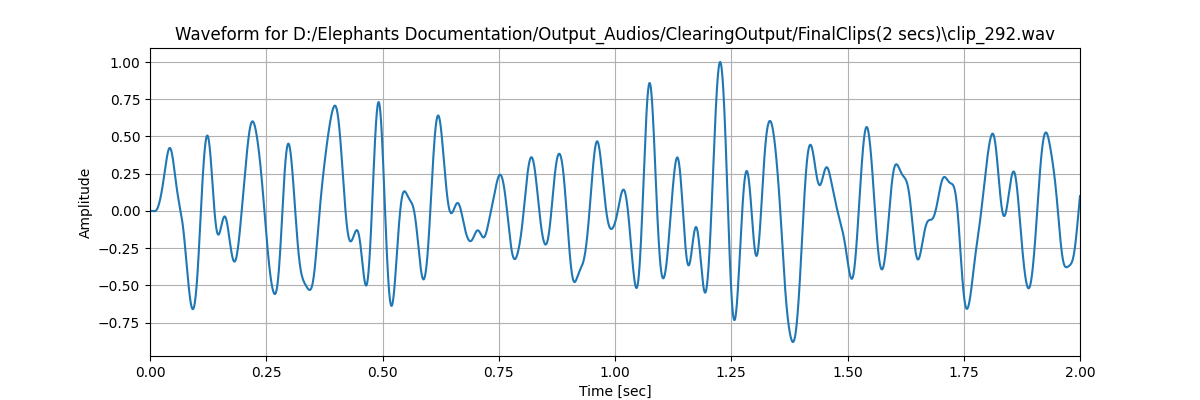 Waveform for D:/Elephants Documentation/Output_Audios/ClearingOutput/FinalClips(2 secs)\clip_292.wav
1.00
0.75
0.50
0.25
0.00
−0.25
−0.50
−0.75
Amplitude
0.00 0.25 0.50 0.75 1.00 1.25 1.50 1.75 2.00
Time [sec]